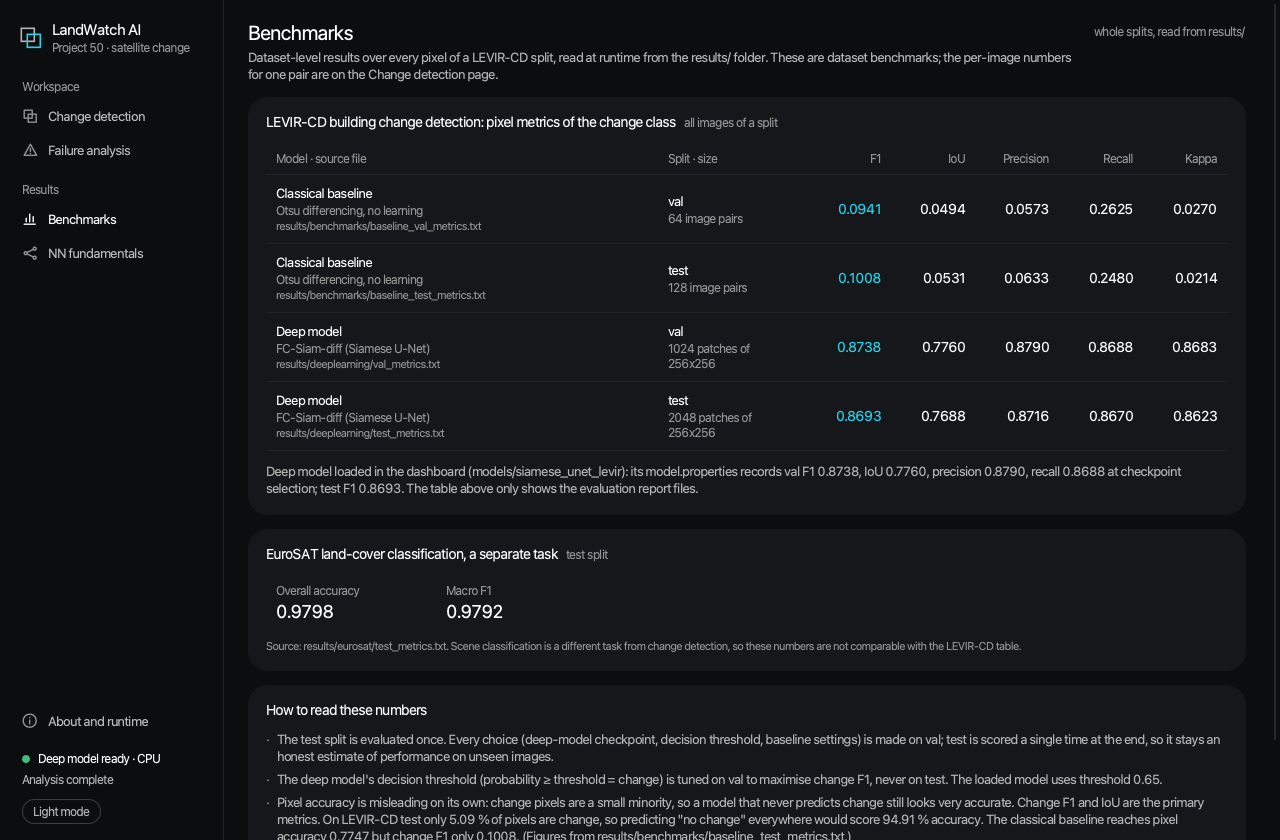 LandWatch AI
Project 50 · satellite change
Workspace
Change detection
Failure analysis
Results
Benchmarks
NN fundamentals
About and runtime
Deep model ready · CPU
Analysis complete
Light mode
Benchmarks
whole splits, read from results/
Dataset-level results over every pixel of a LEVIR-CD split, read at runtime from the results/ folder. These are dataset benchmarks; the per-image numbers
for one pair are on the Change detection page.
LEVIR-CD building change detection: pixel metrics of the change class all images of a split
Model · source file Split · size F1 IoU Precision Recall Kappa
Classical baseline
Otsu differencing, no learning
results/benchmarks/baseline_val_metrics.txt
val
64 image pairs
0.0941 0.0494 0.0573 0.2625 0.0270
Classical baseline
Otsu differencing, no learning
results/benchmarks/baseline_test_metrics.txt
test
128 image pairs
0.1008 0.0531 0.0633 0.2480 0.0214
Deep model
FC-Siam-diff (Siamese U-Net)
results/deeplearning/val_metrics.txt
val
1024 patches of
256x256
0.8738 0.7760 0.8790 0.8688 0.8683
Deep model
FC-Siam-diff (Siamese U-Net)
results/deeplearning/test_metrics.txt
test
2048 patches of
256x256
0.8693 0.7688 0.8716 0.8670 0.8623
Deep model loaded in the dashboard (models/siamese_unet_levir): its model.properties records val F1 0.8738, IoU 0.7760, precision 0.8790, recall 0.8688 at checkpoint
selection; test F1 0.8693. The table above only shows the evaluation report files.
EuroSAT land-cover classification, a separate task test split
Overall accuracy
0.9798
Macro F1
0.9792
Source: results/eurosat/test_metrics.txt. Scene classification is a different task from change detection, so these numbers are not comparable with the LEVIR-CD table.
How to read these numbers
· The test split is evaluated once. Every choice (deep-model checkpoint, decision threshold, baseline settings) is made on val; test is scored a single time at the end, so it stays an
honest estimate of performance on unseen images.
· The deep model's decision threshold (probability ≥ threshold = change) is tuned on val to maximise change F1, never on test. The loaded model uses threshold 0.65.
· Pixel accuracy is misleading on its own: change pixels are a small minority, so a model that never predicts change still looks very accurate. Change F1 and IoU are the primary
metrics. On LEVIR-CD test only 5.09 % of pixels are change, so predicting "no change" everywhere would score 94.91 % accuracy. The classical baseline reaches pixel
accuracy 0.7747 but change F1 only 0.1008. (Figures from results/benchmarks/baseline_test_metrics.txt.)